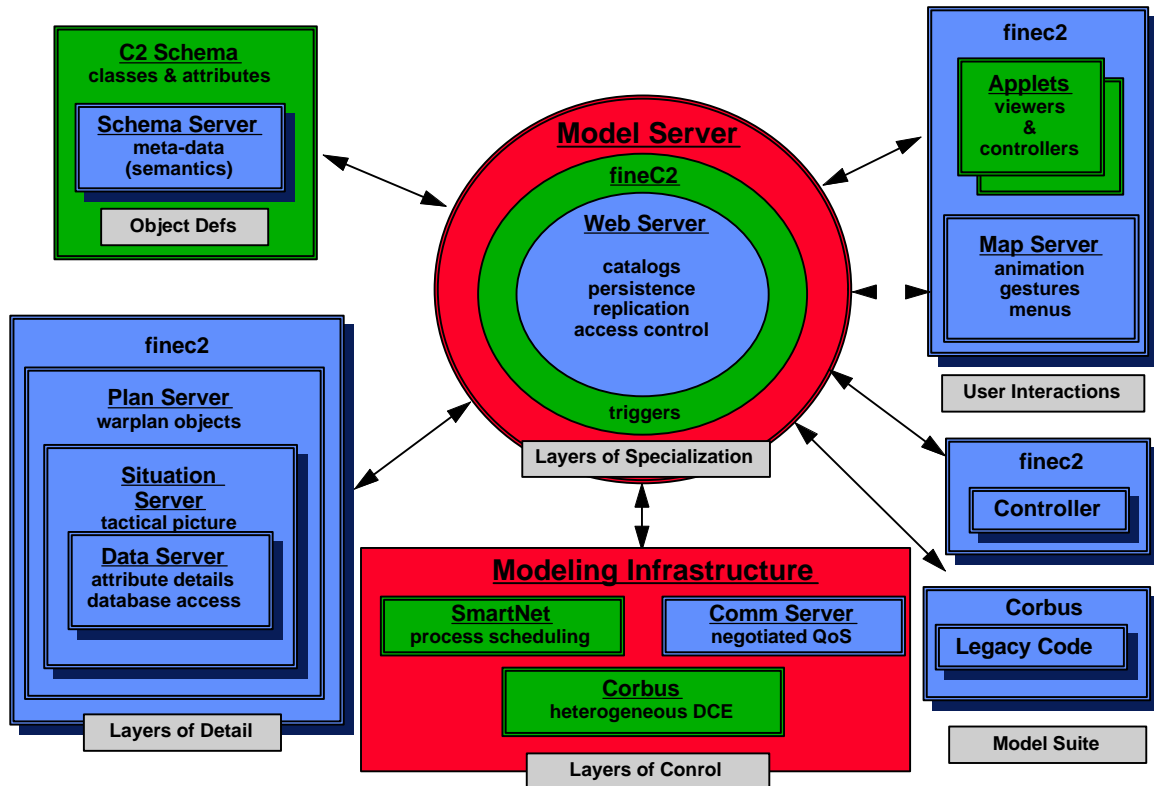 C2 Schema
classes & attributes
Schema Server
meta-data
(semantics)
Object Defs
Model Server
fineC2
Web Server
catalogs
persistence
replication
access control
triggers
Layers of Specialization
finec2
Applets
viewers
&
controllers
Map Server
animation
gestures
menus
User Interactions
finec2
Plan Server
warplan objects
Situation
Server
tactical picture
Data Server
attribute details
database access
Layers of Detail
Modeling Infrastructure
SmartNet
process scheduling
Comm Server
negotiated QoS
Corbus
heterogeneous DCE
Layers of Conrol
finec2
Controller
Corbus
Legacy Code
Model Suite